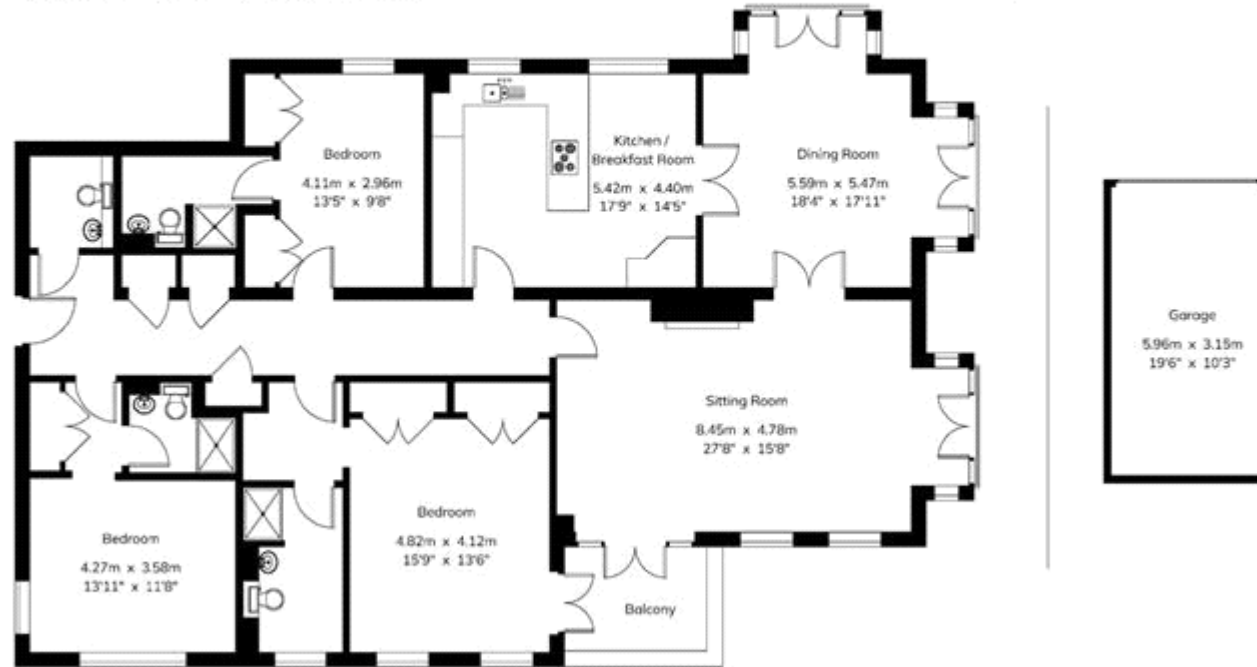 Bedroom
4.11m x 2.96m
13'5" x 9'8"
Kitchen /
Breakfast Room
5.42m x 4.40m
17'9" x 14'5"
Dining Room
5.59m x 5.47m
18'4" x 17'11"
Garage
5.96m x 3.15m
19'6" x 10'3"
Sitting Room
8.45m x 4.78m
27'8" x 15'8"
Bedroom
4.27m x 3.58m
13'11" x 11'8"
Bedroom
4.82m x 4.12m
15'9" x 13'6"
Balcony